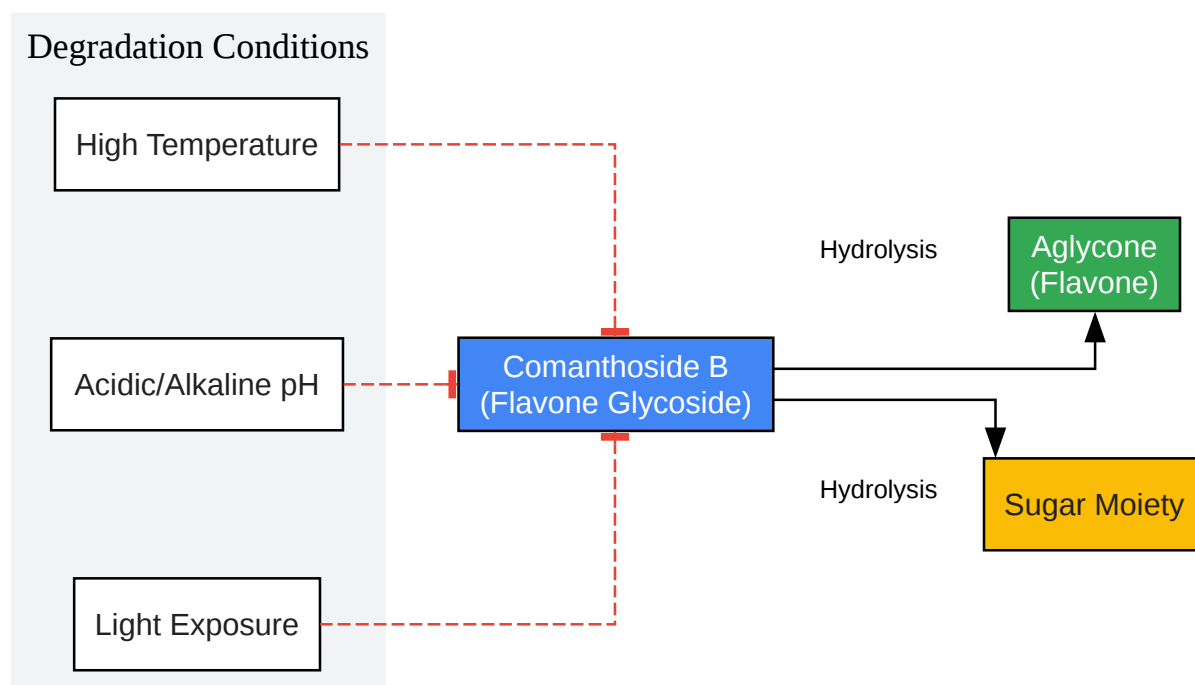 Degradation Conditions
High Temperature
Acidic/Alkaline pH
Light Exposure
Comanthoside B
(Flavone Glycoside)
Hydrolysis
Hydrolysis
Aglycone
(Flavone)
Sugar Moiety